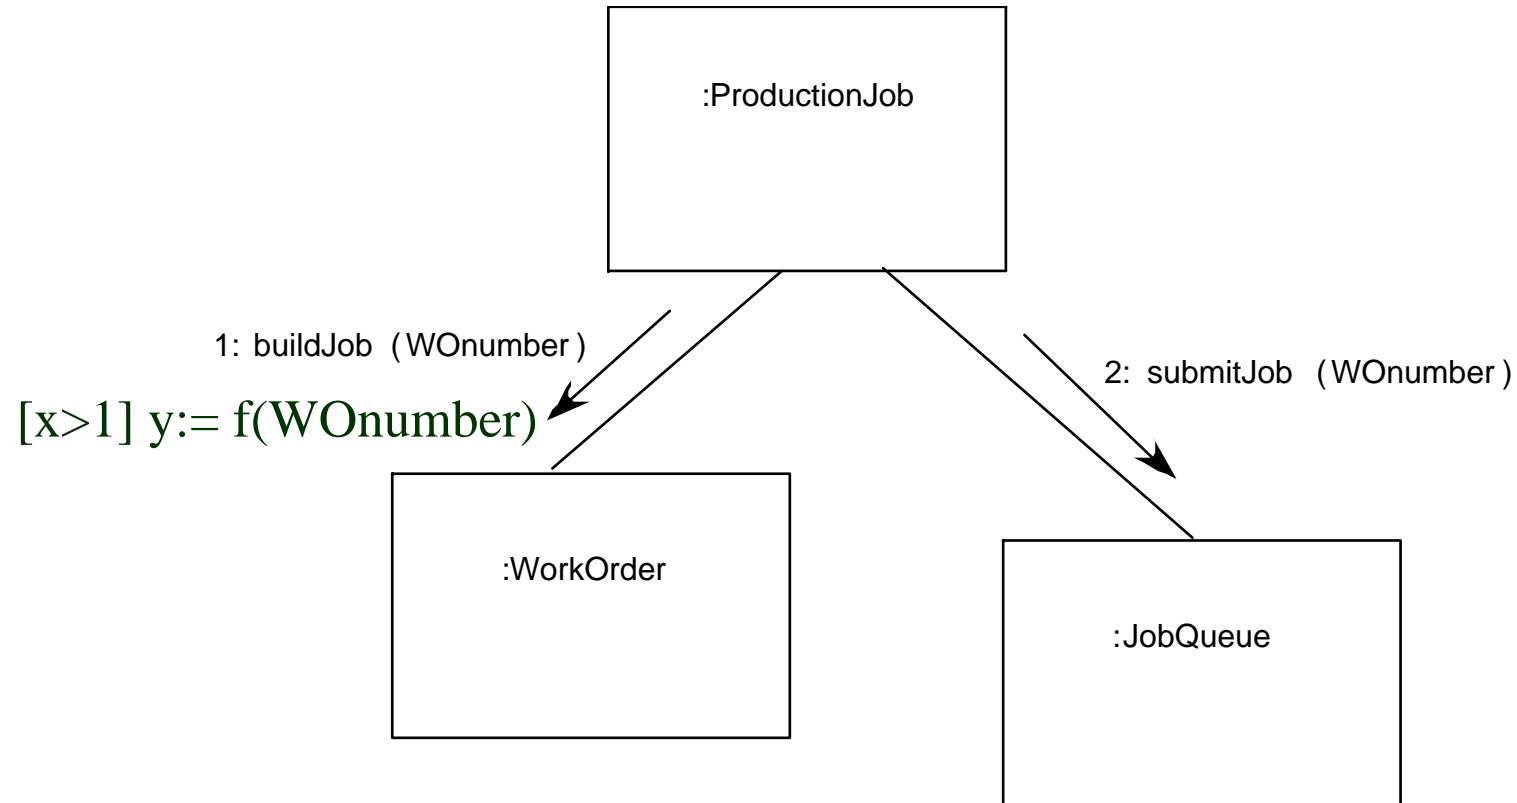 :ProductionJob
1: buildJob (WOnumber)
2: submitJob (WOnumber)
[x>1] y:= f(WOnumber)
:WorkOrder
:JobQueue